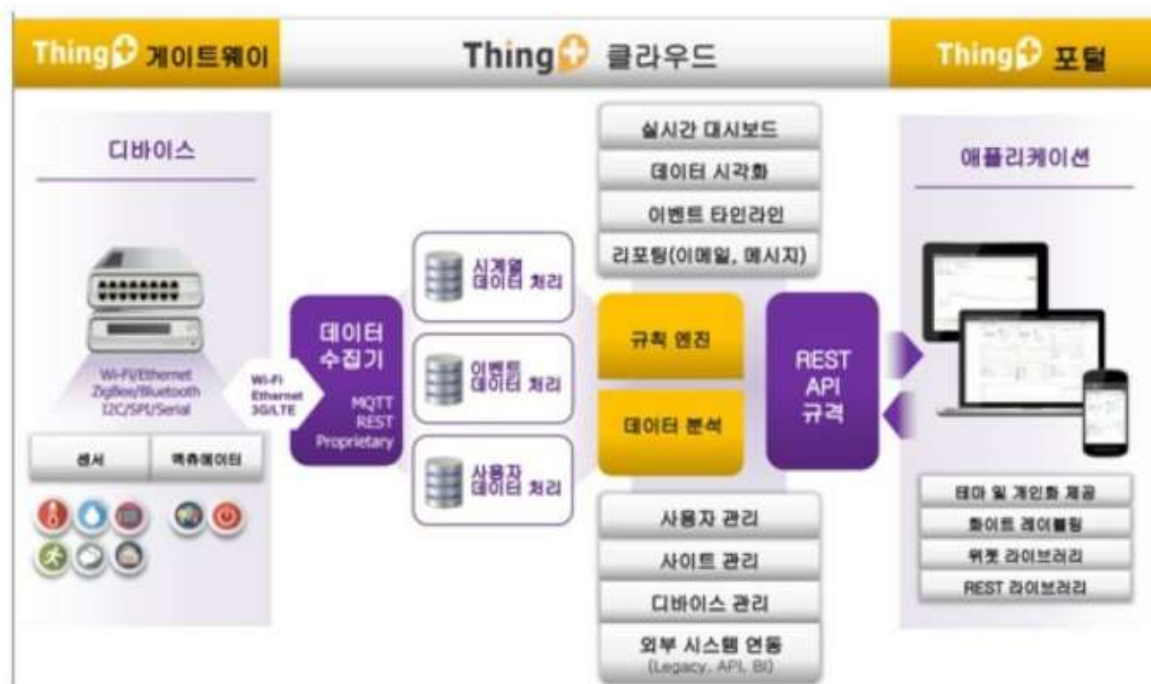 Thing+ 게이트웨이
Thing+ 클라우드
Thing+ 포털
디바이스
Wi-Fi/Ethernet
ZigBee/Bluetooth
I2C/SPI/Serial
센서
액츄에이터
Wi-Fi
Ethernet
3G/LTE
데이터
수집기
MQTT
REST
Proprietary
시계열
데이터 처리
이벤트
데이터 처리
사용자
데이터 처리
실시간 대시보드
데이터 시각화
이벤트 타인라인
리포팅(이메일, 메시지)
규칙 엔진
데이터 분석
사용자 관리
사이트 관리
디바이스 관리
외부 시스템 연동
(Legacy, API, BI)
REST
API
규격
애플리케이션
테마 및 개인화 제공
화이트 레이블링
위젯 라이브러리
REST 라이브러리